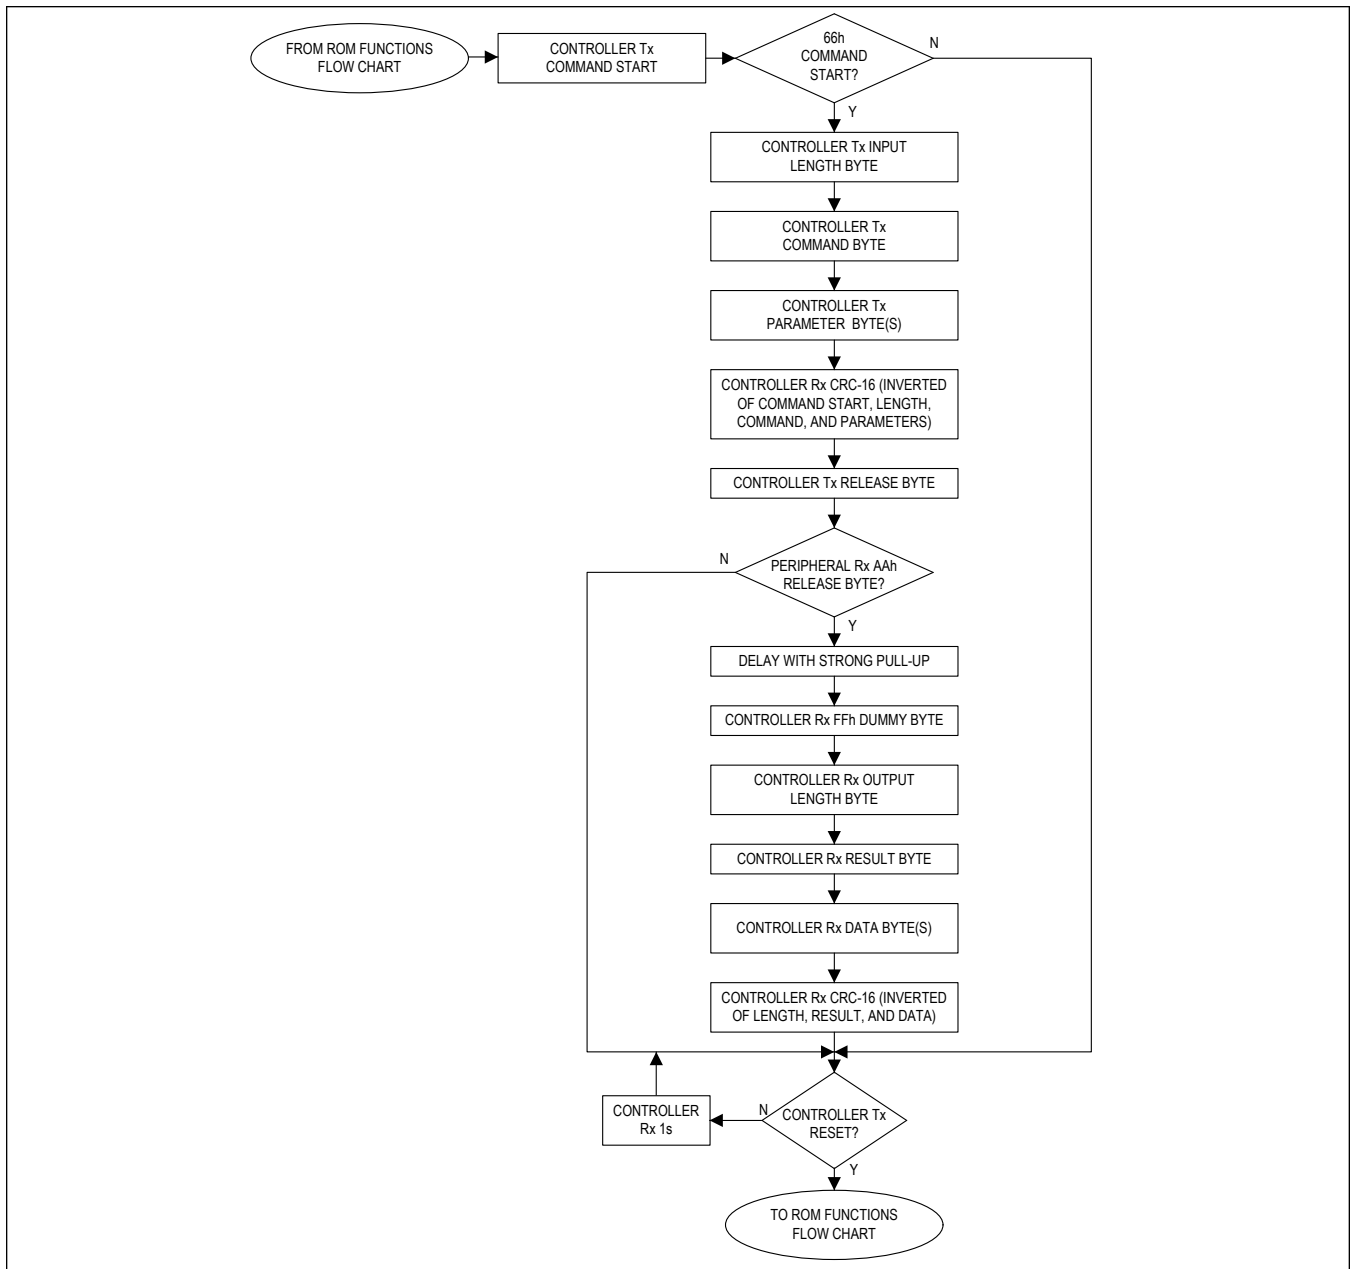 FROM ROM FUNCTIONS
FLOW CHART
CONTROLLER Tx
COMMAND START
66h
COMMAND
START?
N
Y
CONTROLLER Tx INPUT
LENGTH BYTE
CONTROLLER Tx
COMMAND BYTE
CONTROLLER Tx
PARAMETER BYTE(S)
CONTROLLER Rx CRC-16 (INVERTED
OF COMMAND START, LENGTH,
COMMAND, AND PARAMETERS)
CONTROLLER Tx RELEASE BYTE
N
PERIPHERAL Rx AAh
RELEASE BYTE?
Y
DELAY WITH STRONG PULL-UP
CONTROLLER Rx FFh DUMMY BYTE
CONTROLLER Rx OUTPUT
LENGTH BYTE
CONTROLLER Rx RESULT BYTE
CONTROLLER Rx DATA BYTE(S)
CONTROLLER Rx CRC-16 (INVERTED
OF LENGTH, RESULT, AND DATA)
CONTROLLER
Rx 1s
N
CONTROLLER Tx
RESET?
Y
TO ROM FUNCTIONS
FLOW CHART